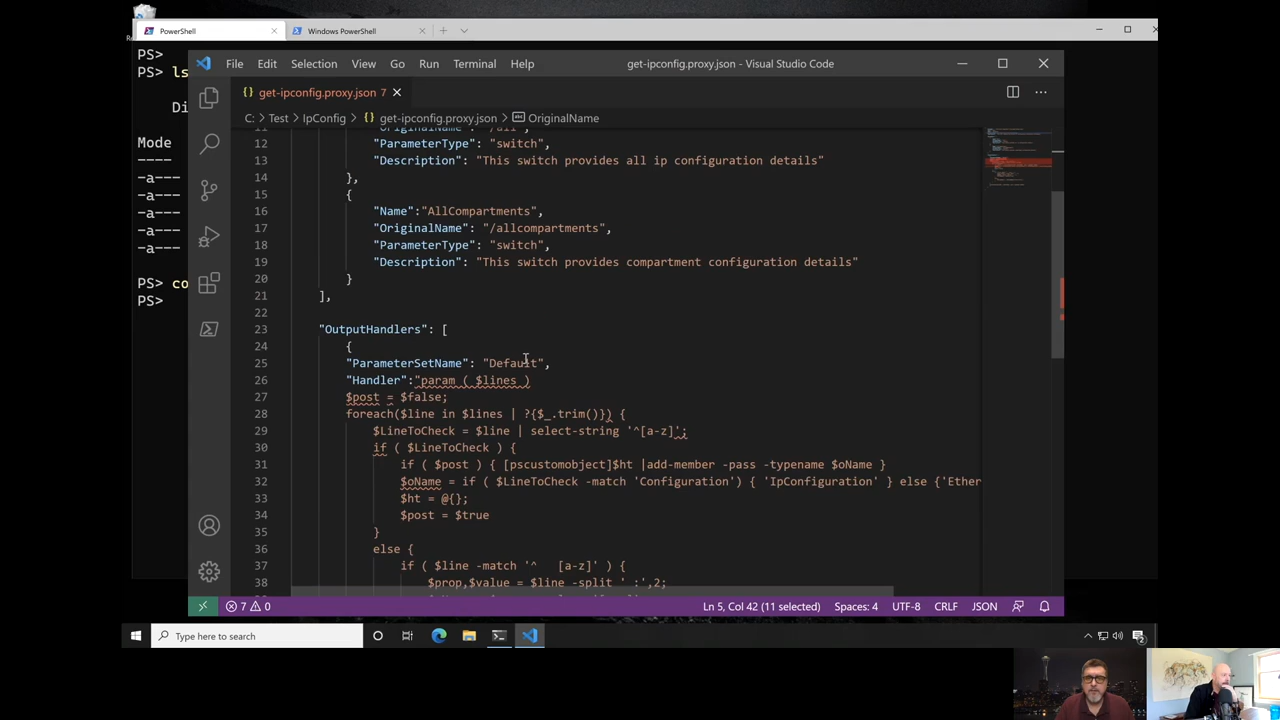 PowerShell
Windows PowerShell
PS>
PS> ls
Di
Mode
----
-a---
-a---
-a---
-a---
-a---
PS> co
PS>
File Edit Selection View Go Run Terminal Help
get-ipconfig.proxy.json - Visual Studio Code
{} get-ipconfig.proxy.json 7
C: > Test > IpConfig > {} get-ipconfig.proxy.json > OriginalName
11 "OriginalName": "/all",
12 "ParameterType": "switch",
13 "Description": "This switch provides all ip configuration details"
14 },
15 {
16 "Name":"AllCompartments",
17 "OriginalName": "/allcompartments",
18 "ParameterType": "switch",
19 "Description": "This switch provides compartment configuration details"
20 }
21 ],
22
23 "OutputHandlers": [
24 {
25 "ParameterSetName": "Default",
26 "Handler":"param ( $lines )
27 $post = $false;
28 foreach($line in $lines | ?{$_.trim()}) {
29 $LineToCheck = $line | select-string '^[a-z]';
30 if ( $LineToCheck ) {
31 if ( $post ) { [pscustomobject]$ht |add-member -pass -typename $oName }
32 $oName = if ( $LineToCheck -match 'Configuration') { 'IpConfiguration' } else {'Ether
33 $ht = @{};
34 $post = $true
35 }
36 else {
37 if ( $line -match '^   [a-z]' ) {
38 $prop,$value = $line -split ' :',2;
7 0
Ln 5, Col 42 (11 selected) Spaces: 4 UTF-8 CRLF JSON
Type here to search
2